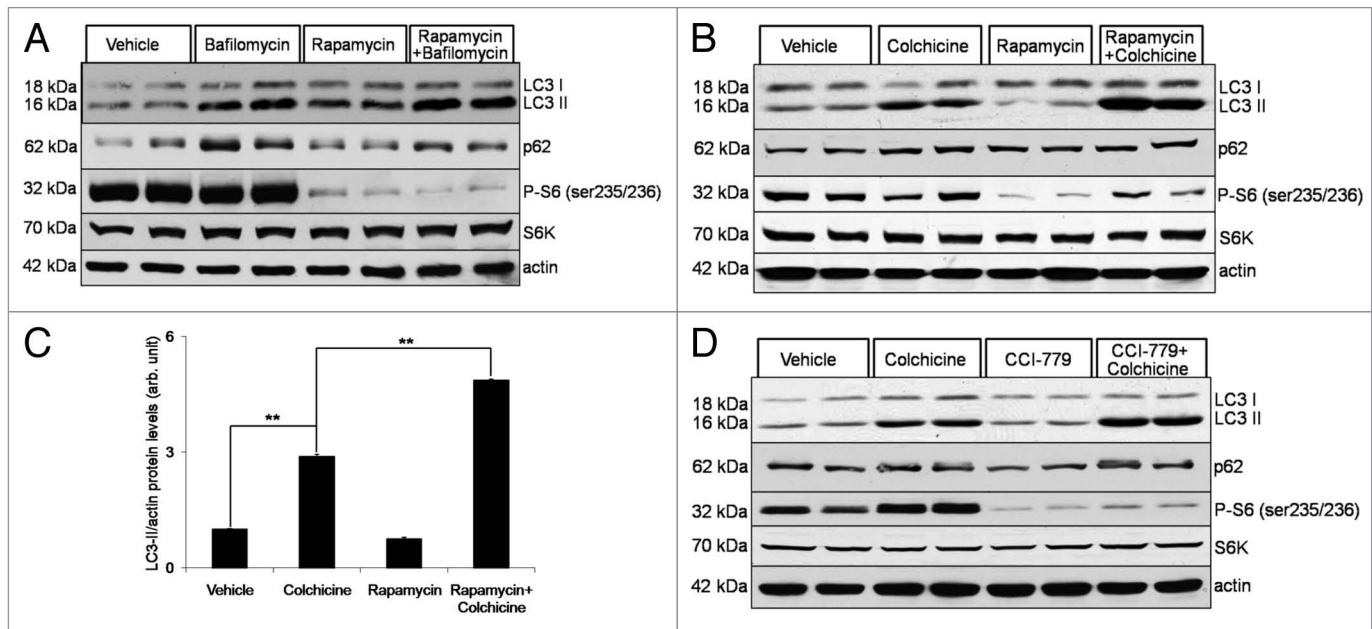 A
Vehicle Bafilomycin Rapamycin Rapamycin
+Bafilomycin
18 kDa LC3 I
16 kDa LC3 II
62 kDa p62
32 kDa P-S6 (ser235/236)
70 kDa S6K
42 kDa actin
B
Vehicle Colchicine Rapamycin Rapamycin
+Colchicine
18 kDa LC3 I
16 kDa LC3 II
62 kDa p62
32 kDa P-S6 (ser235/236)
70 kDa S6K
42 kDa actin
C
LC3-II/actin protein levels (arb. unit)
6
3
0
**
**
Vehicle Colchicine Rapamycin Rapamycin+
Colchicine
D
Vehicle Colchicine CCI-779 CCI-779+
Colchicine
18 kDa LC3 I
16 kDa LC3 II
62 kDa p62
32 kDa P-S6 (ser235/236)
70 kDa S6K
42 kDa actin